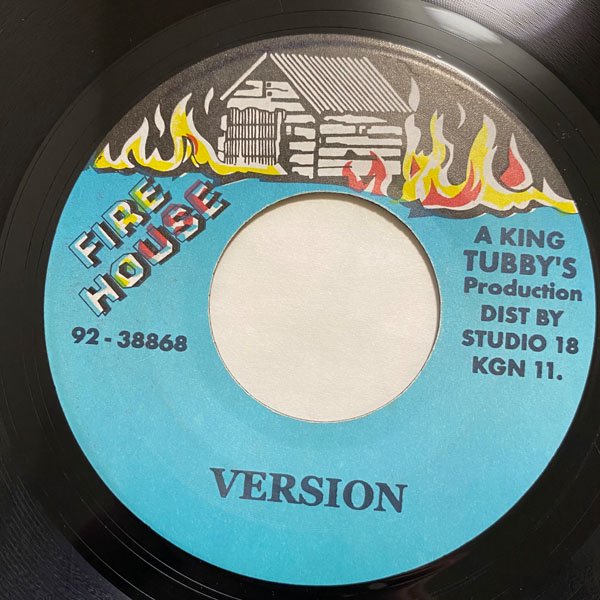 FIRE
HOUSE
92-38868
A KING
TUBBY'S
Production
DIST BY
STUDIO 18
KGN 11.
VERSION